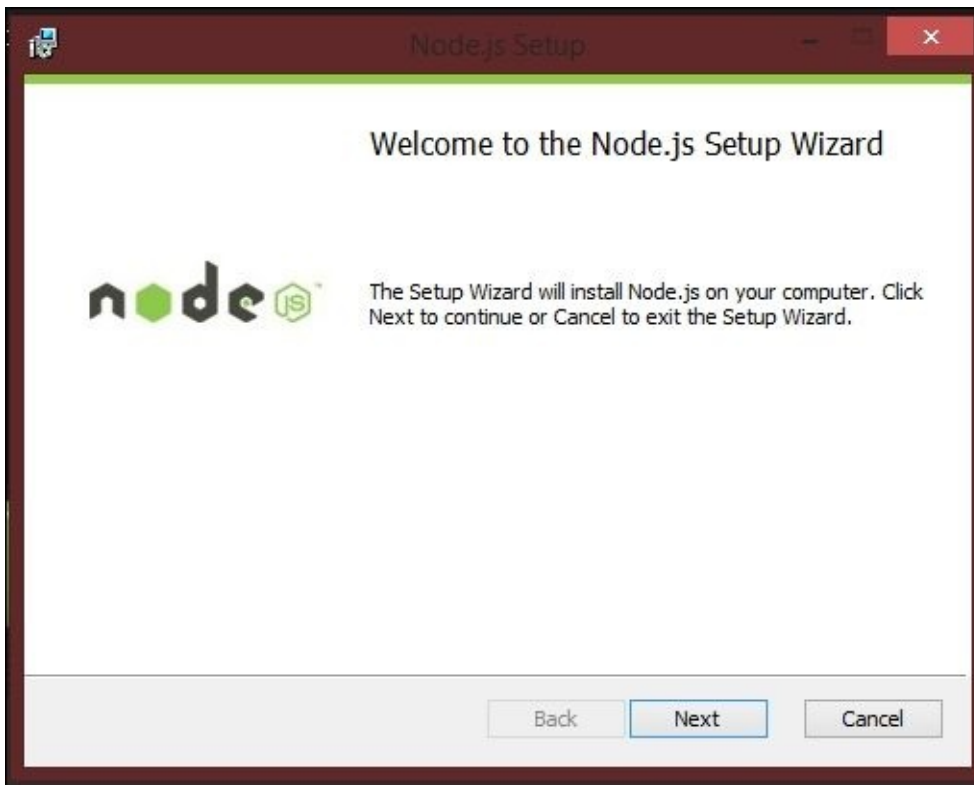 Node.js Setup
Welcome to the Node.js Setup Wizard
node JS
The Setup Wizard will install Node.js on your computer. Click
Next to continue or Cancel to exit the Setup Wizard.
Back Next Cancel